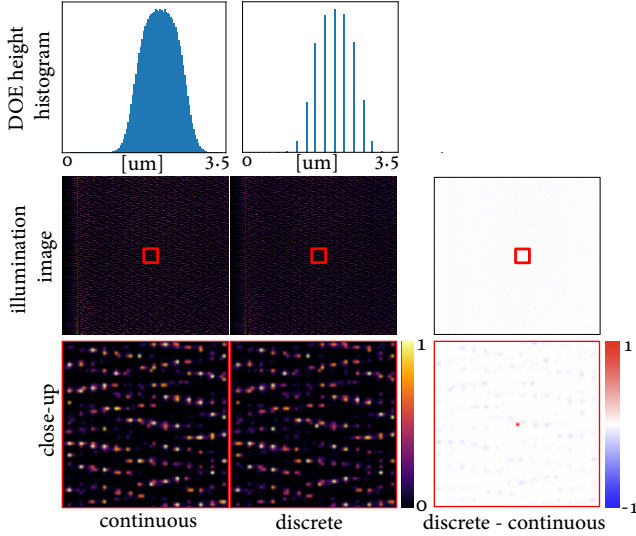 DOE height
histogram
0 [um] 3.5
0 [um] 3.5
illumination
image
close-up
1
0
1
-1
continuous
discrete
discrete - continuous